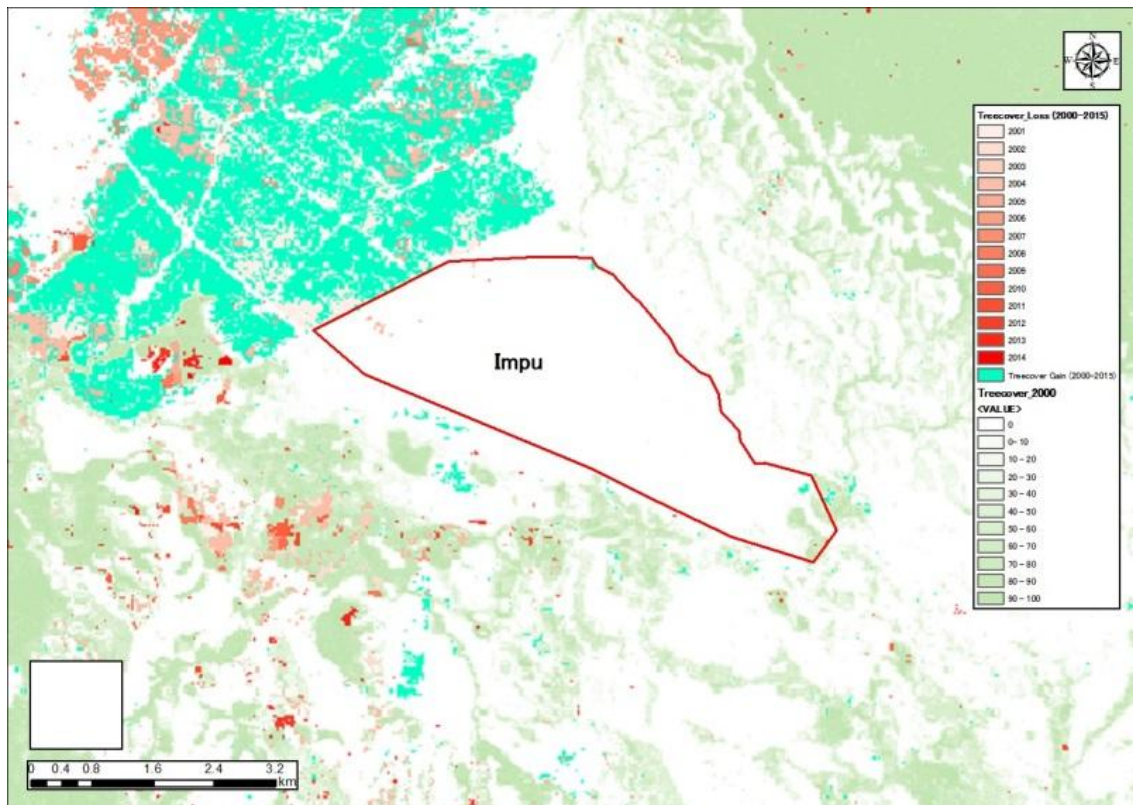 N
W E
S
Treecover_Loss (2000-2015)
2001
2002
2003
2004
2005
2006
2007
2008
2009
2010
2011
2012
2013
2014
Treecover Gain (2000-2015)
Treecover_2000
<VALUE>
0
0-10
10 - 20
20 - 30
30 - 40
40 - 50
50 - 60
60 - 70
70 - 80
80 - 90
90 - 100
Impu
0 0.4 0.8 1.6 2.4 3.2
km